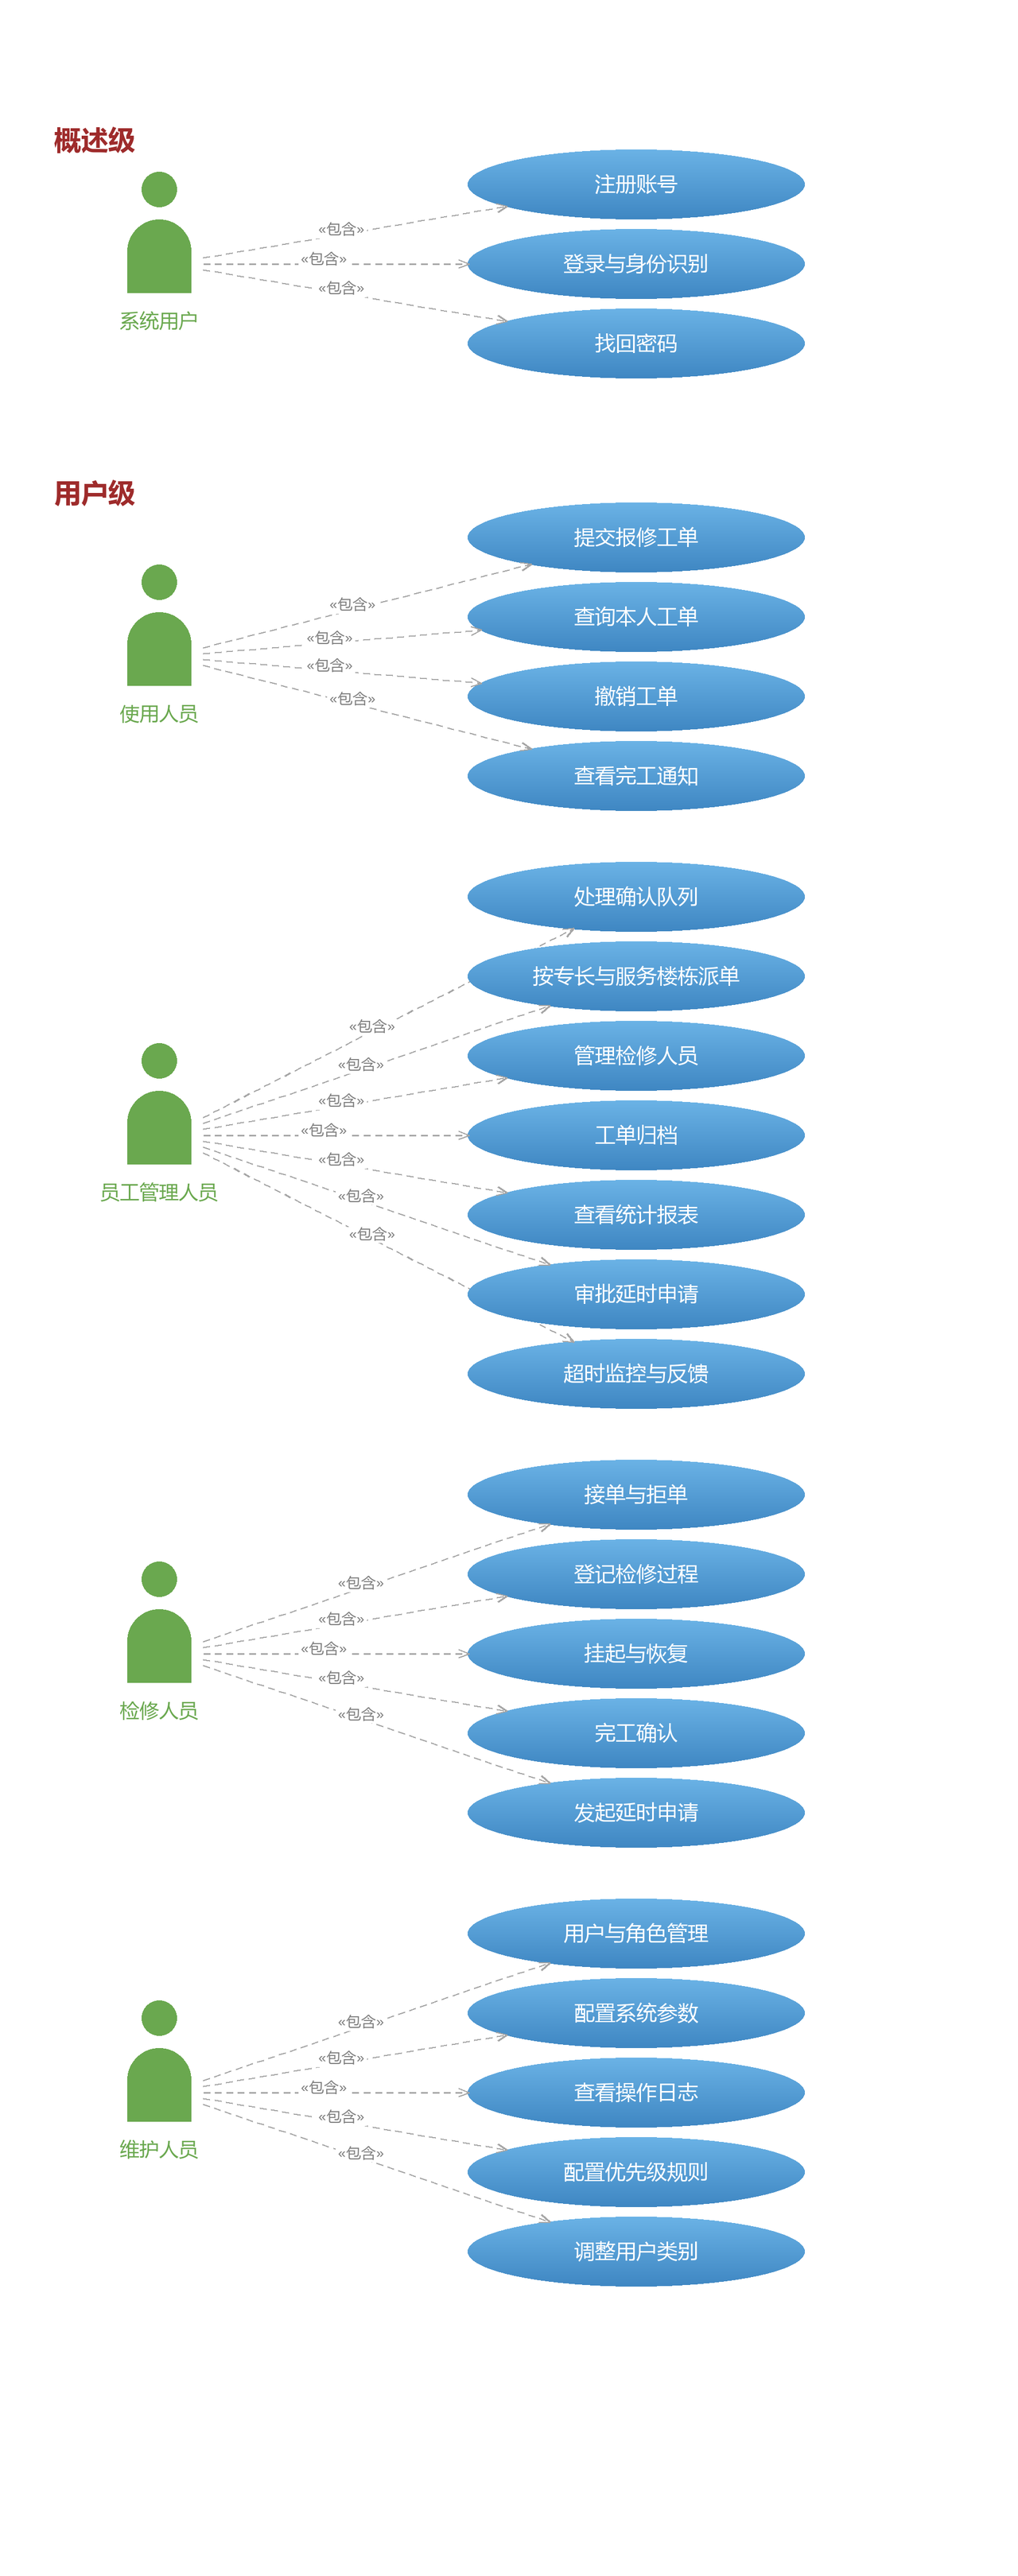 概述级
注册账号
«包含»
«包含»
登录与身份识别
«包含»
系统用户
找回密码
用户级
提交报修工单
«包含»
查询本人工单
«包含»
«包含»
撤销工单
«包含»
使用人员
查看完工通知
处理确认队列
按专长与服务楼栋派单
«包含»
管理检修人员
«包含»
«包含»
«包含»
工单归档
«包含»
员工管理人员
«包含»
查看统计报表
«包含»
审批延时申请
超时监控与反馈
接单与拒单
登记检修过程
«包含»
«包含»
«包含»
挂起与恢复
«包含»
检修人员
«包含»
完工确认
发起延时申请
用户与角色管理
配置系统参数
«包含»
«包含»
«包含»
查看操作日志
«包含»
维护人员
«包含»
配置优先级规则
调整用户类别